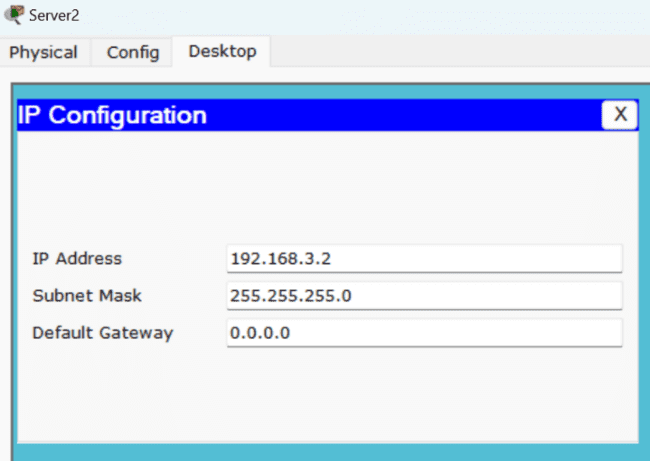 Server2
Physical Config Desktop
IP Configuration X
IP Address 192.168.3.2
Subnet Mask 255.255.255.0
Default Gateway 0.0.0.0